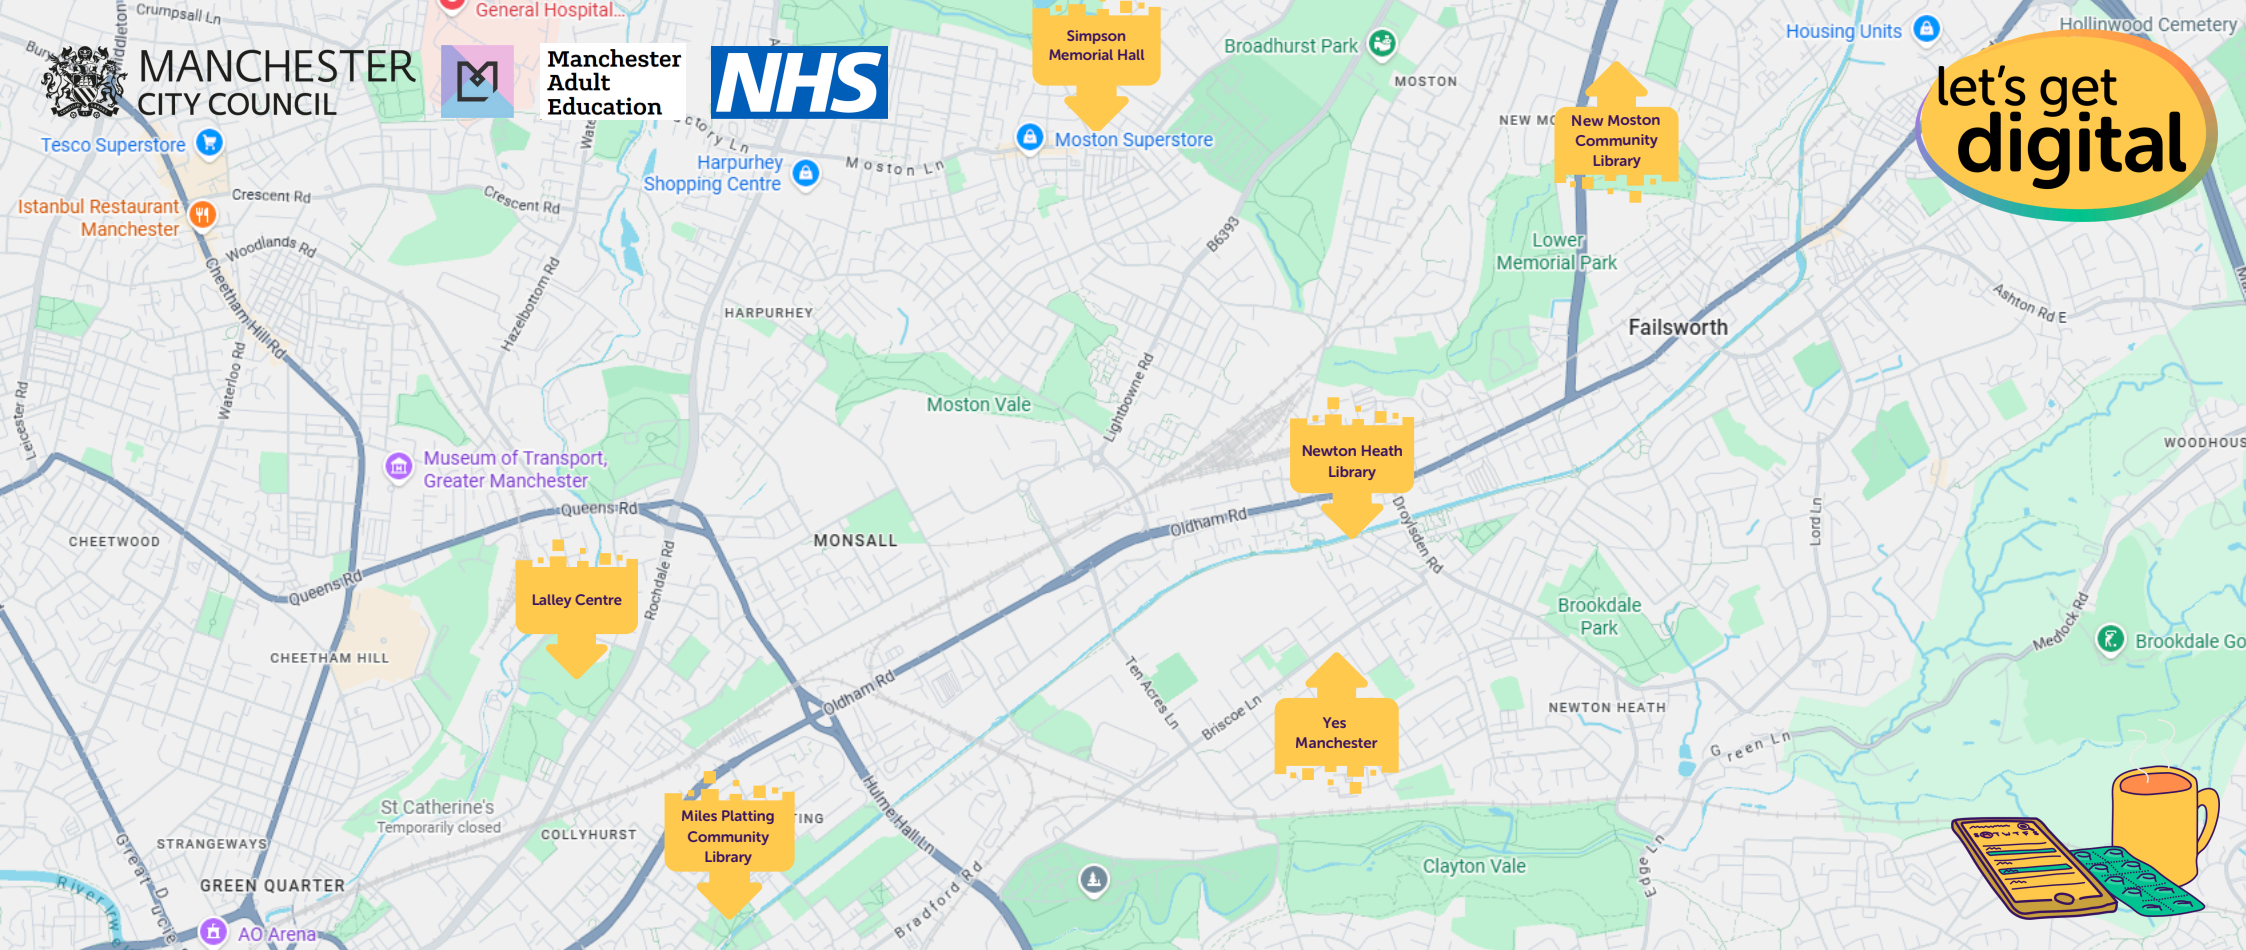 Crumpsall Ln
General Hospital...
Simpson
Memorial Hall
Broadhurst Park
Housing Units
Hollinwood Cemetery
MANCHESTER
CITY COUNCIL
Manchester
Adult
Education
NHS
MOSTON
let's get
digital
Tesco Superstore
Harpurhey
Shopping Centre
Moston Ln
Moston Superstore
New Moston
Community
Library
Istanbul Restaurant
Manchester
Crescent Rd
Crescent Rd
Woodlands Rd
Cheetham Hill Rd
Hazelbottom Rd
B6393
Lower
Memorial Park
HARPURHEY
Failsworth
Ashton Rd E
Waterloo Rd
Leicester Rd
Moston Vale
Lightbowne Rd
Museum of Transport,
Greater Manchester
Newton Heath
Library
WOODHOUS
Queens Rd
Oldham Rd
Droylsden Rd
Lord Ln
CHEETWOOD
MONSALL
Queens Rd
Lalley Centre
Rochdale Rd
Brookdale
Park
Medlock Rd
Brookdale Go
CHEETHAM HILL
Oldham Rd
Ten Acres Ln
Briscoe Ln
Yes
Manchester
NEWTON HEATH
Green Ln
St Catherine's
Temporarily closed
STRANGEWAYS
COLLYHURST
Miles Platting
Community
Library
TING
Hulme Hall Ln
Bradford Rd
Clayton Vale
Edge Ln
GREEN QUARTER
Great Ducie
River Irwe
AO Arena